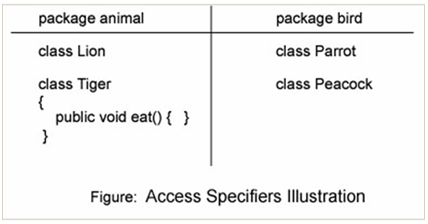 package animal
package bird
class Lion
class Parrot
class Tiger
class Peacock
{
public void eat() { }
}
Figure: Access Specifiers Illustration